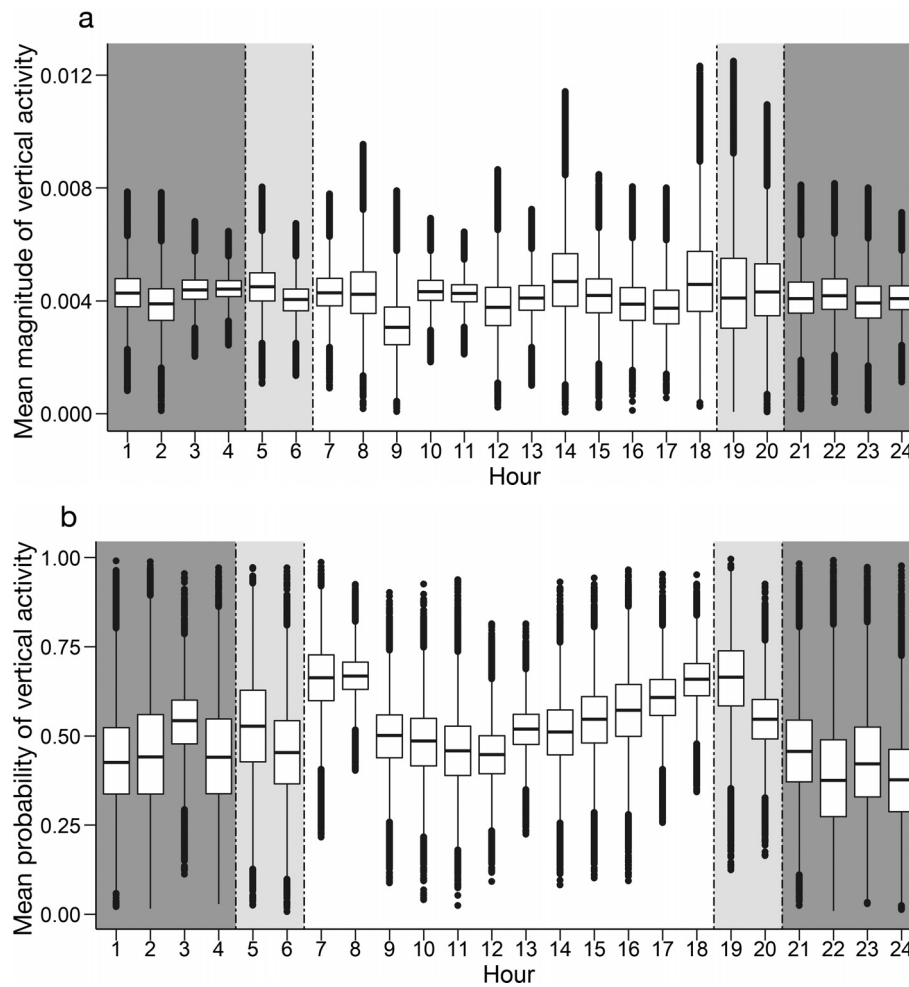 a
Mean magnitude of vertical activity
0.012
0.008
0.004
0.000
1 2 3 4 5 6 7 8 9 10 11 12 13 14 15 16 17 18 19 20 21 22 23 24
Hour
b
Mean probability of vertical activity
1.00
0.75
0.50
0.25
0.00
1 2 3 4 5 6 7 8 9 10 11 12 13 14 15 16 17 18 19 20 21 22 23 24
Hour